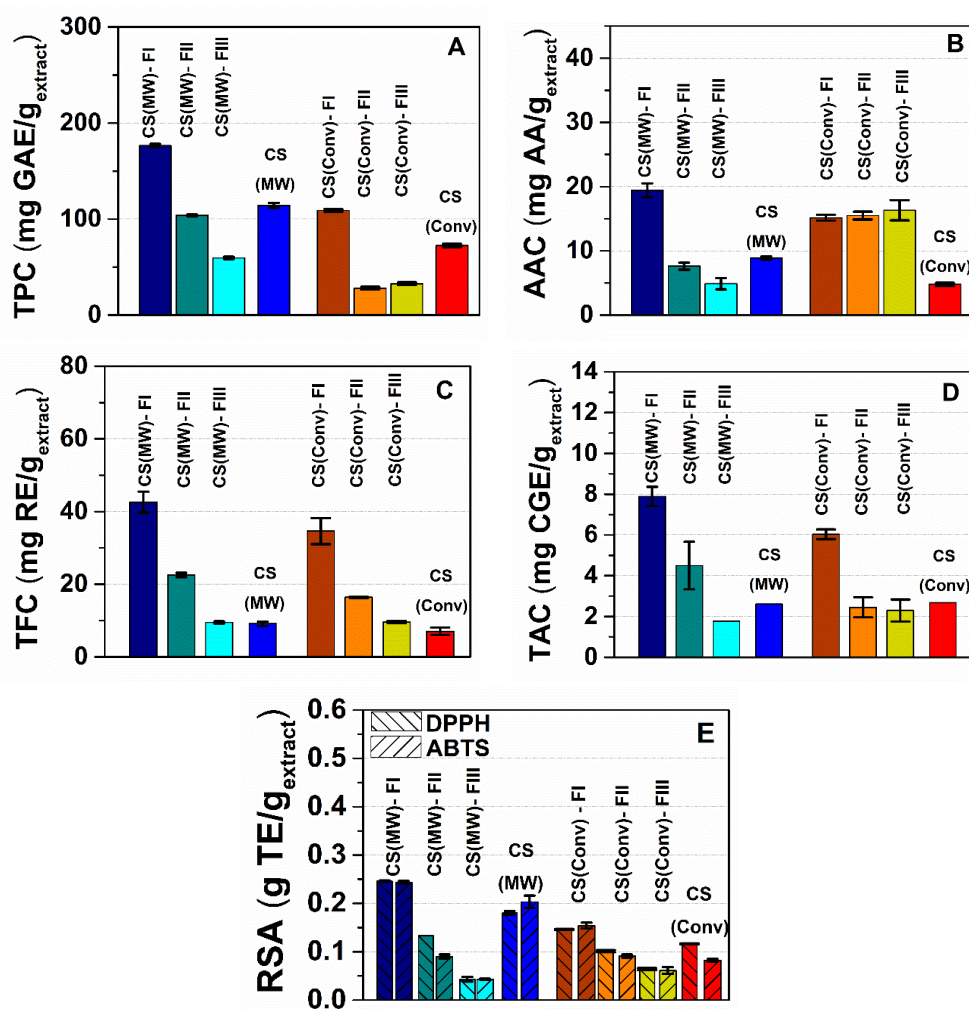 A
TPC (mg GAE/gextract)
300
200
100
0
CS(MW)- FI
CS(MW)- FII
CS(MW)- FIII
CS
(MW)
CS(Conv)- FI
CS(Conv)- FII
CS(Conv)- FIII
CS
(Conv)
B
AAC (mg AA/gextract)
40
30
20
10
0
CS(MW)- FI
CS(MW)- FII
CS(MW)- FIII
CS
(MW)
CS(Conv)- FI
CS(Conv)- FII
CS(Conv)- FIII
CS
(Conv)
C
TFC (mg RE/gextract)
80
60
40
20
0
CS(MW)- FI
CS(MW)- FII
CS(MW)- FIII
CS
(MW)
CS(Conv)- FI
CS(Conv)- FII
CS(Conv)- FIII
CS
(Conv)
D
TAC (mg CGE/gextract)
14
12
10
8
6
4
2
0
CS(MW)- FI
CS(MW)- FII
CS(MW)- FIII
CS
(MW)
CS(Conv)- FI
CS(Conv)- FII
CS(Conv)- FIII
CS
(Conv)
E
RSA (g TE/gextract)
0.6
0.5
0.4
0.3
0.2
0.1
0.0
DPPH
ABTS
CS(MW)- FI
CS(MW)- FII
CS(MW)- FIII
CS
(MW)
CS(Conv) - FI
CS(Conv)- FII
CS(Conv)- FIII
CS
(Conv)